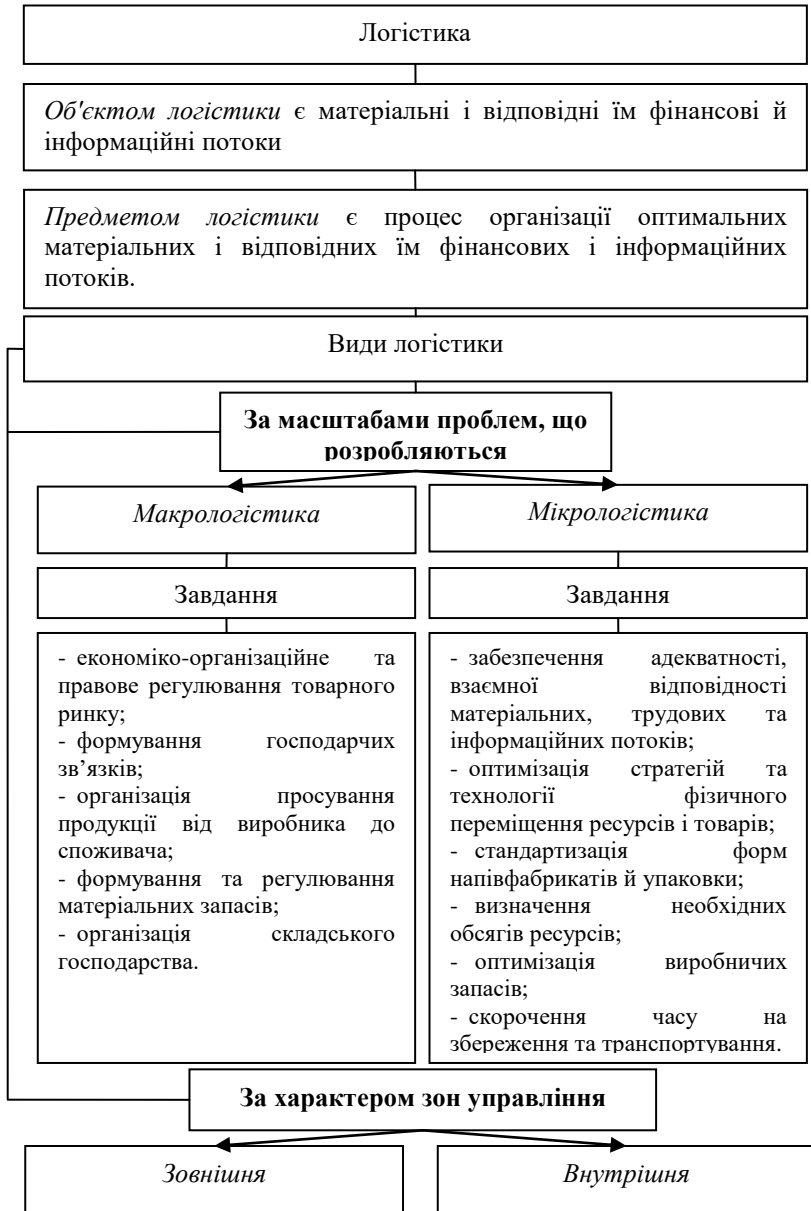 Логістика
Об'єктом логістики є матеріальні і відповідні їм фінансові й
інформаційні потоки
Предметом логістики є процес організації оптимальних
матеріальних і відповідних їм фінансових і інформаційних
потоків.
Види логістики
За масштабами проблем, що
розробляються
Макрологістика
Завдання
- економіко-організаційне та
правове регулювання товарного
ринку;
- формування господарчих
зв’язків;
- організація просування
продукції від виробника до
споживача;
- формування та регулювання
матеріальних запасів;
- організація складського
господарства.
Мікрологістика
Завдання
- забезпечення адекватності,
взаємної відповідності
матеріальних, трудових та
інформаційних потоків;
- оптимізація стратегій та
технології фізичного
переміщення ресурсів і товарів;
- стандартизація форм
напівфабрикатів й упаковки;
- визначення необхідних
обсягів ресурсів;
- оптимізація виробничих
запасів;
- скорочення часу на
збереження та транспортування.
За характером зон управління
Зовнішня
Внутрішня